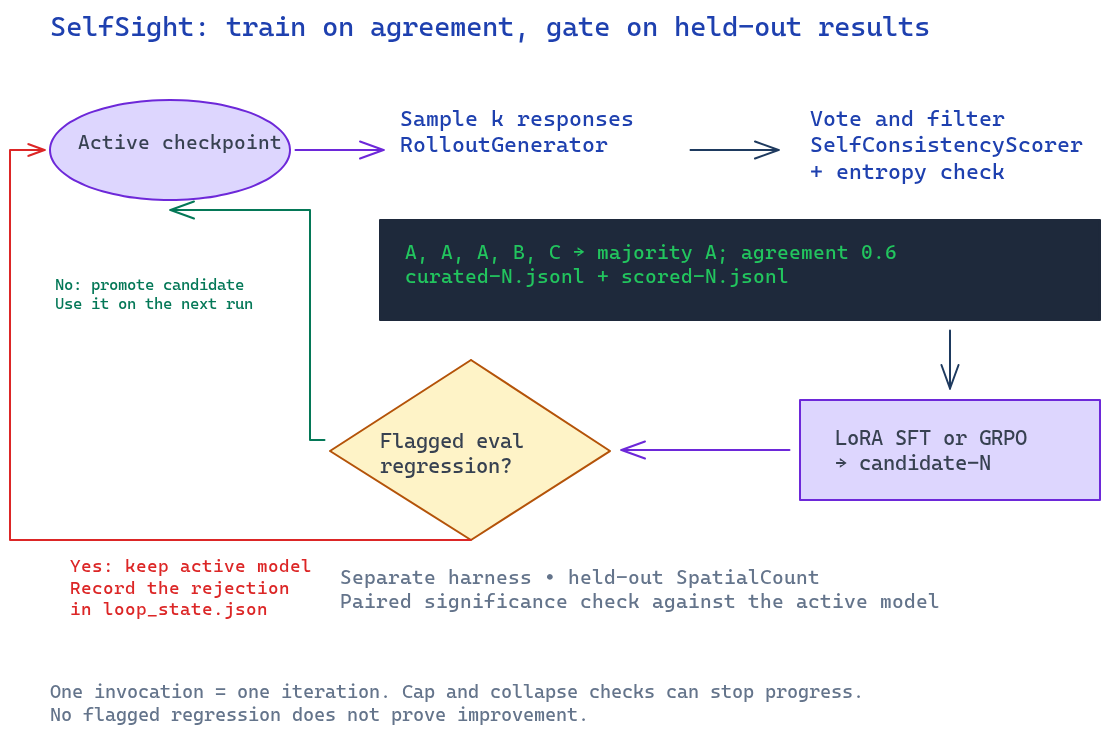 SelfSight: train on agreement, gate on held-out results
Active checkpoint
Sample k responses
RolloutGenerator
Vote and filter
SelfConsistencyScorer
+ entropy check
A, A, A, B, C → majority A; agreement 0.6
curated-N.jsonl + scored-N.jsonl
No: promote candidate
Use it on the next run
Flagged eval
regression?
LoRA SFT or GRPO
→ candidate-N
Yes: keep active model
Record the rejection
in loop_state.json
Separate harness • held-out SpatialCount
Paired significance check against the active model
One invocation = one iteration. Cap and collapse checks can stop progress.
No flagged regression does not prove improvement.